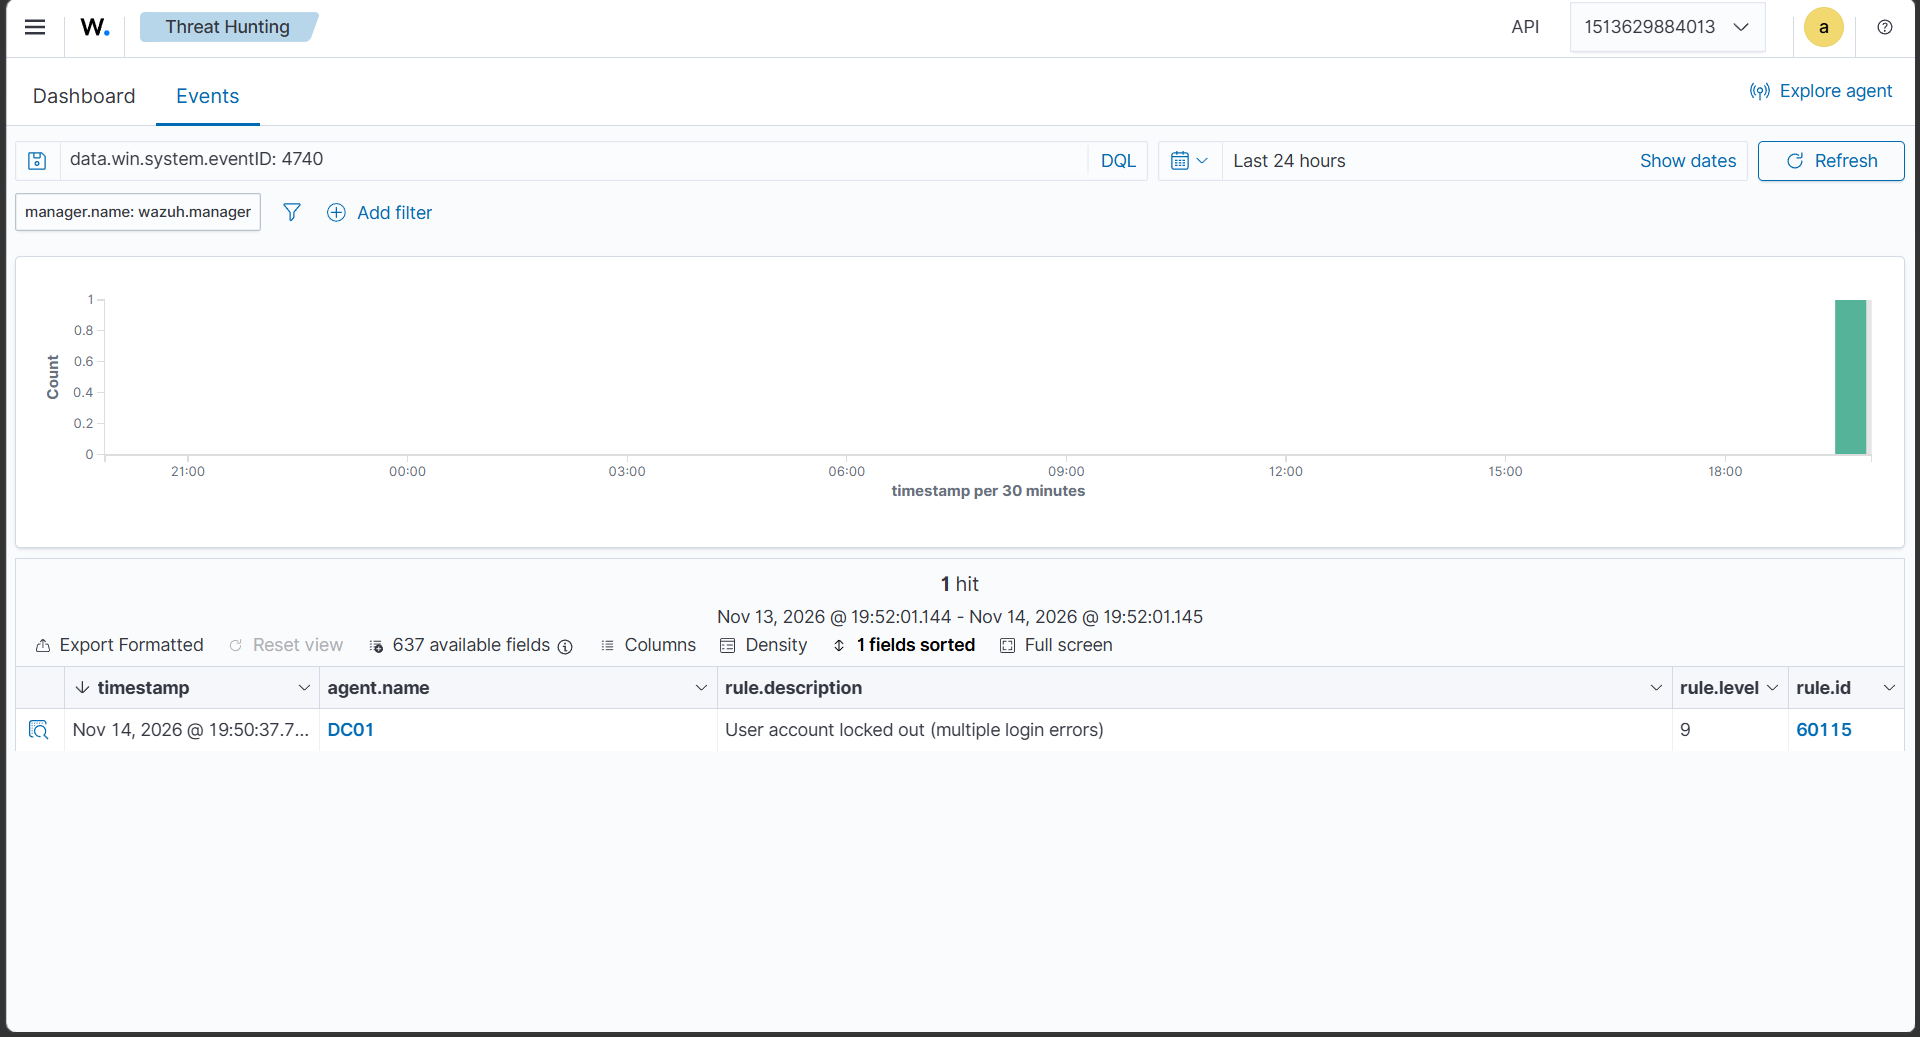 W. Threat Hunting API 1513629884013 a
Dashboard Events Explore agent
data.win.system.eventID: 4740 DQL Last 24 hours Show dates Refresh
manager.name: wazuh.manager Add filter
1
0.8
0.6
0.4
0.2
0
Count
21:00 00:00 03:00 06:00 09:00 12:00 15:00 18:00
timestamp per 30 minutes
1 hit
Nov 13, 2026 @ 19:52:01.144 - Nov 14, 2026 @ 19:52:01.145
Export Formatted Reset view 637 available fields Columns Density 1 fields sorted Full screen
timestamp agent.name rule.description rule.level rule.id
Nov 14, 2026 @ 19:50:37.7... DC01 User account locked out (multiple login errors) 9 60115